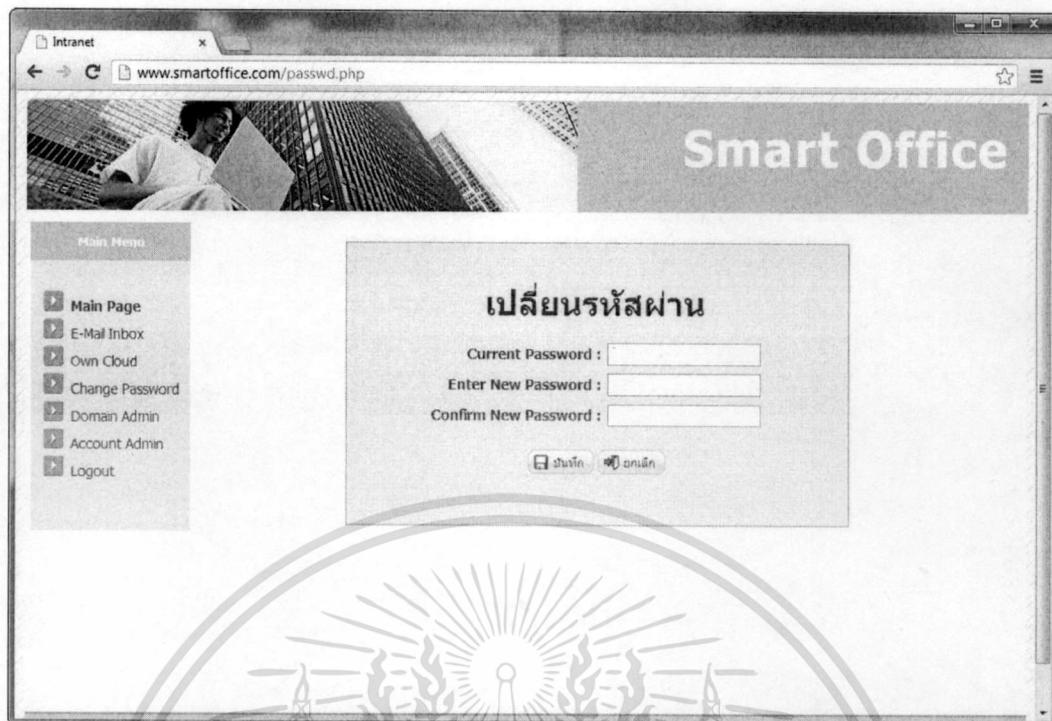 Intranet
www.smartoffice.com/passwd.php
Smart Office
Main Menu
Main Page
E-Mail Inbox
Own Cloud
Change Password
Domain Admin
Account Admin
Logout
เปลี่ยนรหัสผ่าน
Current Password :
Enter New Password :
Confirm New Password :
บันทึก ยกเลิก